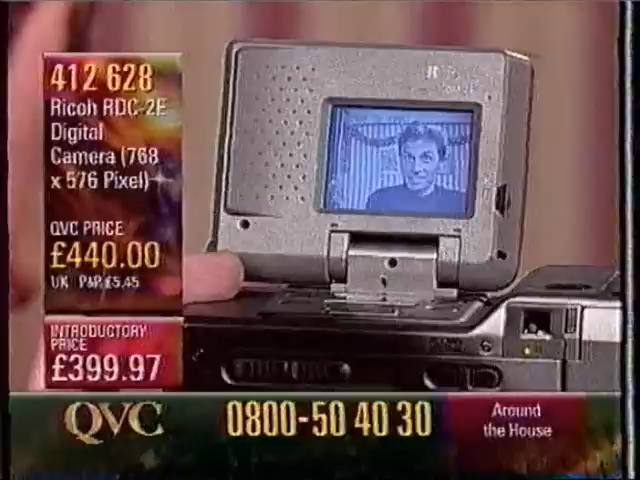 412 628
Ricoh RDC-2E
Digital
Camera (768
x 576 Pixel)
QVC PRICE
£440.00
UK P&P £5.45
INTRODUCTORY
PRICE
£399.97
QVC
0800-50 40 30
Around
the House